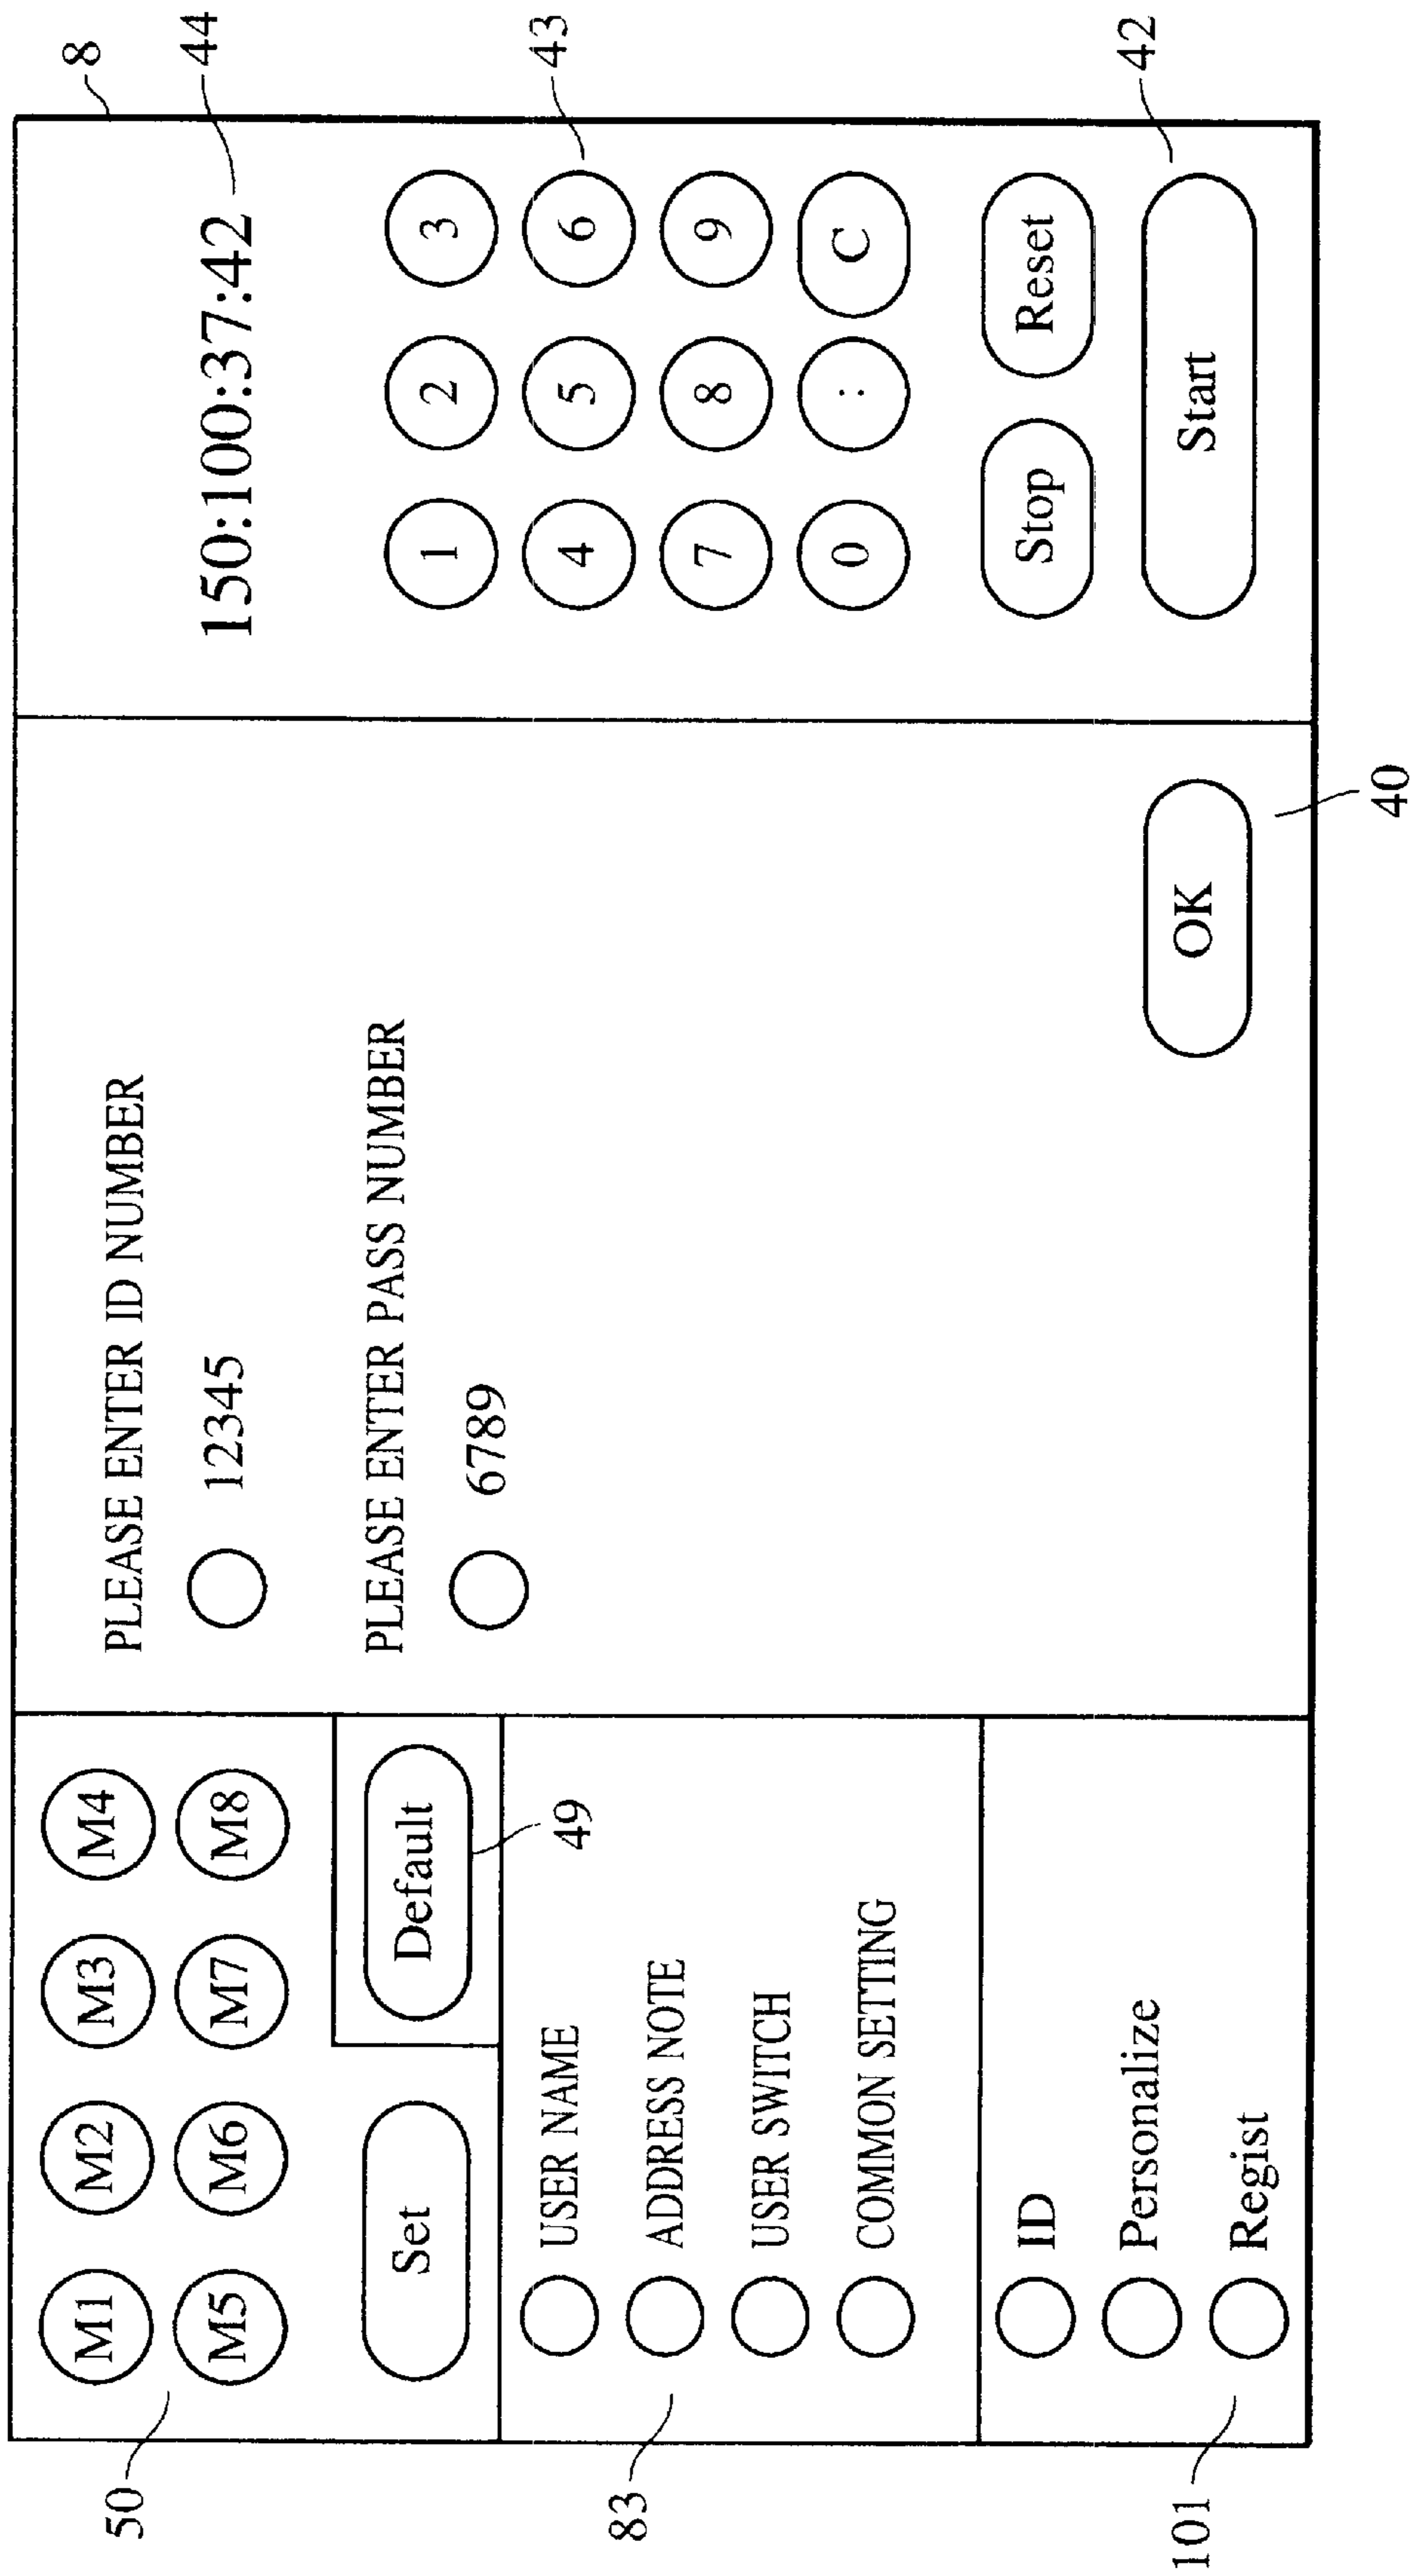 8
44
150:100:37:42
43
1 2 3
4 5 6
7 8 9
0 : C
Stop Reset
42
Start
PLEASE ENTER ID NUMBER
12345
PLEASE ENTER PASS NUMBER
6789
OK
40
50
M1 M2 M3 M4
M5 M6 M7 M8
Set Default
49
83
USER NAME
ADDRESS NOTE
USER SWITCH
COMMON SETTING
101
ID
Personalize
Regist